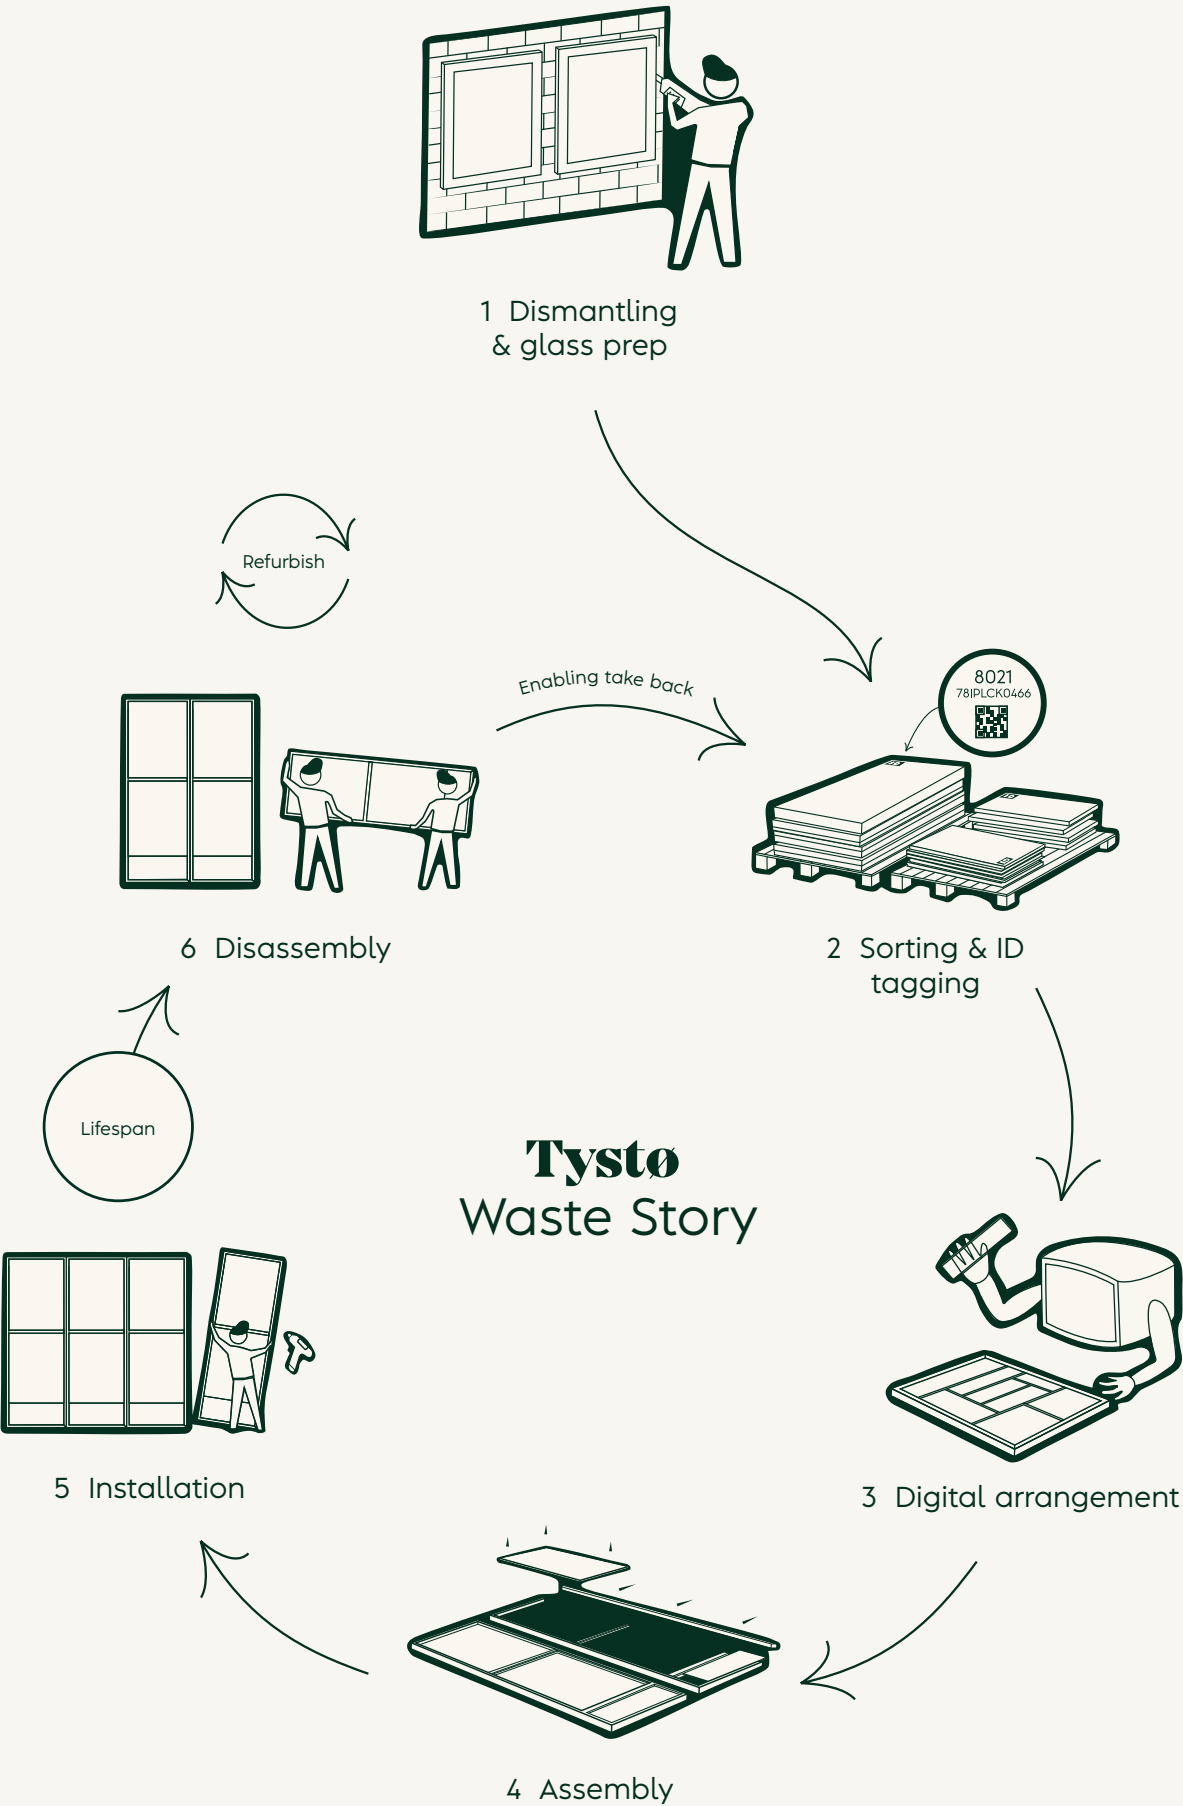 1 Dismantling
& glass prep
Refurbish
Enabling take back
8021
78IPLCK0466
6 Disassembly
2 Sorting & ID
tagging
Lifespan
Tystø
Waste Story
5 Installation
3 Digital arrangement
4 Assembly